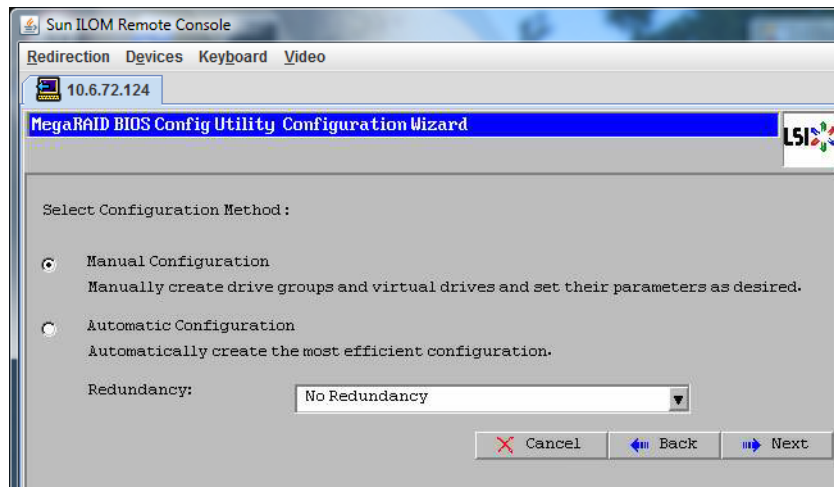 Sun ILOM Remote Console
Redirection Devices Keyboard Video
10.6.72.124
MegaRAID BIOS Config Utility Configuration Wizard
LSI
Select Configuration Method:
Manual Configuration
Manually create drive groups and virtual drives and set their parameters as desired.
Automatic Configuration
Automatically create the most efficient configuration.
Redundancy: No Redundancy
Cancel Back Next